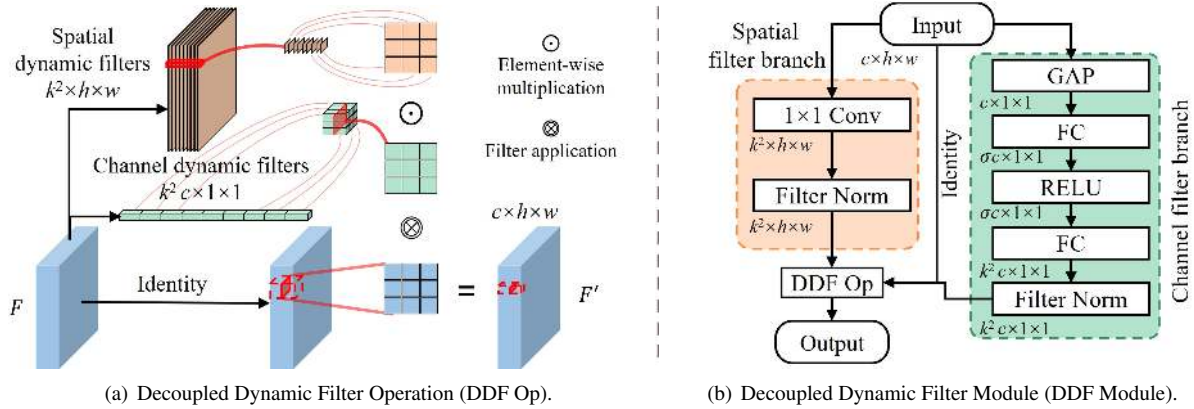 Spatial
dynamic filters
k²×h×w
Channel dynamic filters
k²c×1×1
F
Identity
⊙
Element-wise
multiplication
⊗
Filter application
c×h×w
=
F′
(a) Decoupled Dynamic Filter Operation (DDF Op).
Input
Spatial
filter branch
c×h×w
1×1 Conv
k²×h×w
Filter Norm
k²×h×w
Identity
DDF Op
Output
GAP
c×1×1
FC
σc×1×1
RELU
σc×1×1
FC
k²c×1×1
Filter Norm
k²c×1×1
Channel filter branch
(b) Decoupled Dynamic Filter Module (DDF Module).